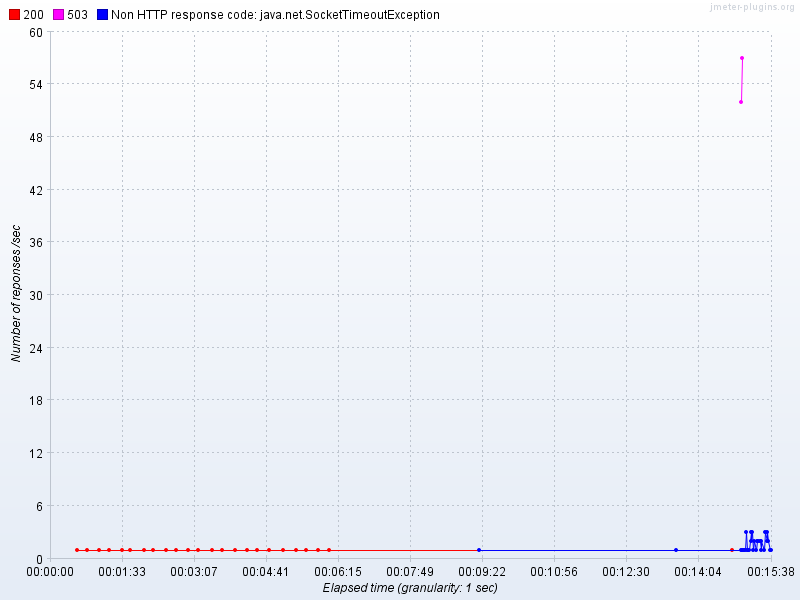 200 503 Non HTTP response code: java.net.SocketTimeoutException
jmeter-plugins.org
60
54
48
42
36
30
24
18
12
6
0
Number of reponses /sec
00:00:00 00:01:33 00:03:07 00:04:41 00:06:15 00:07:49 00:09:22 00:10:56 00:12:30 00:14:04 00:15:38
Elapsed time (granularity: 1 sec)